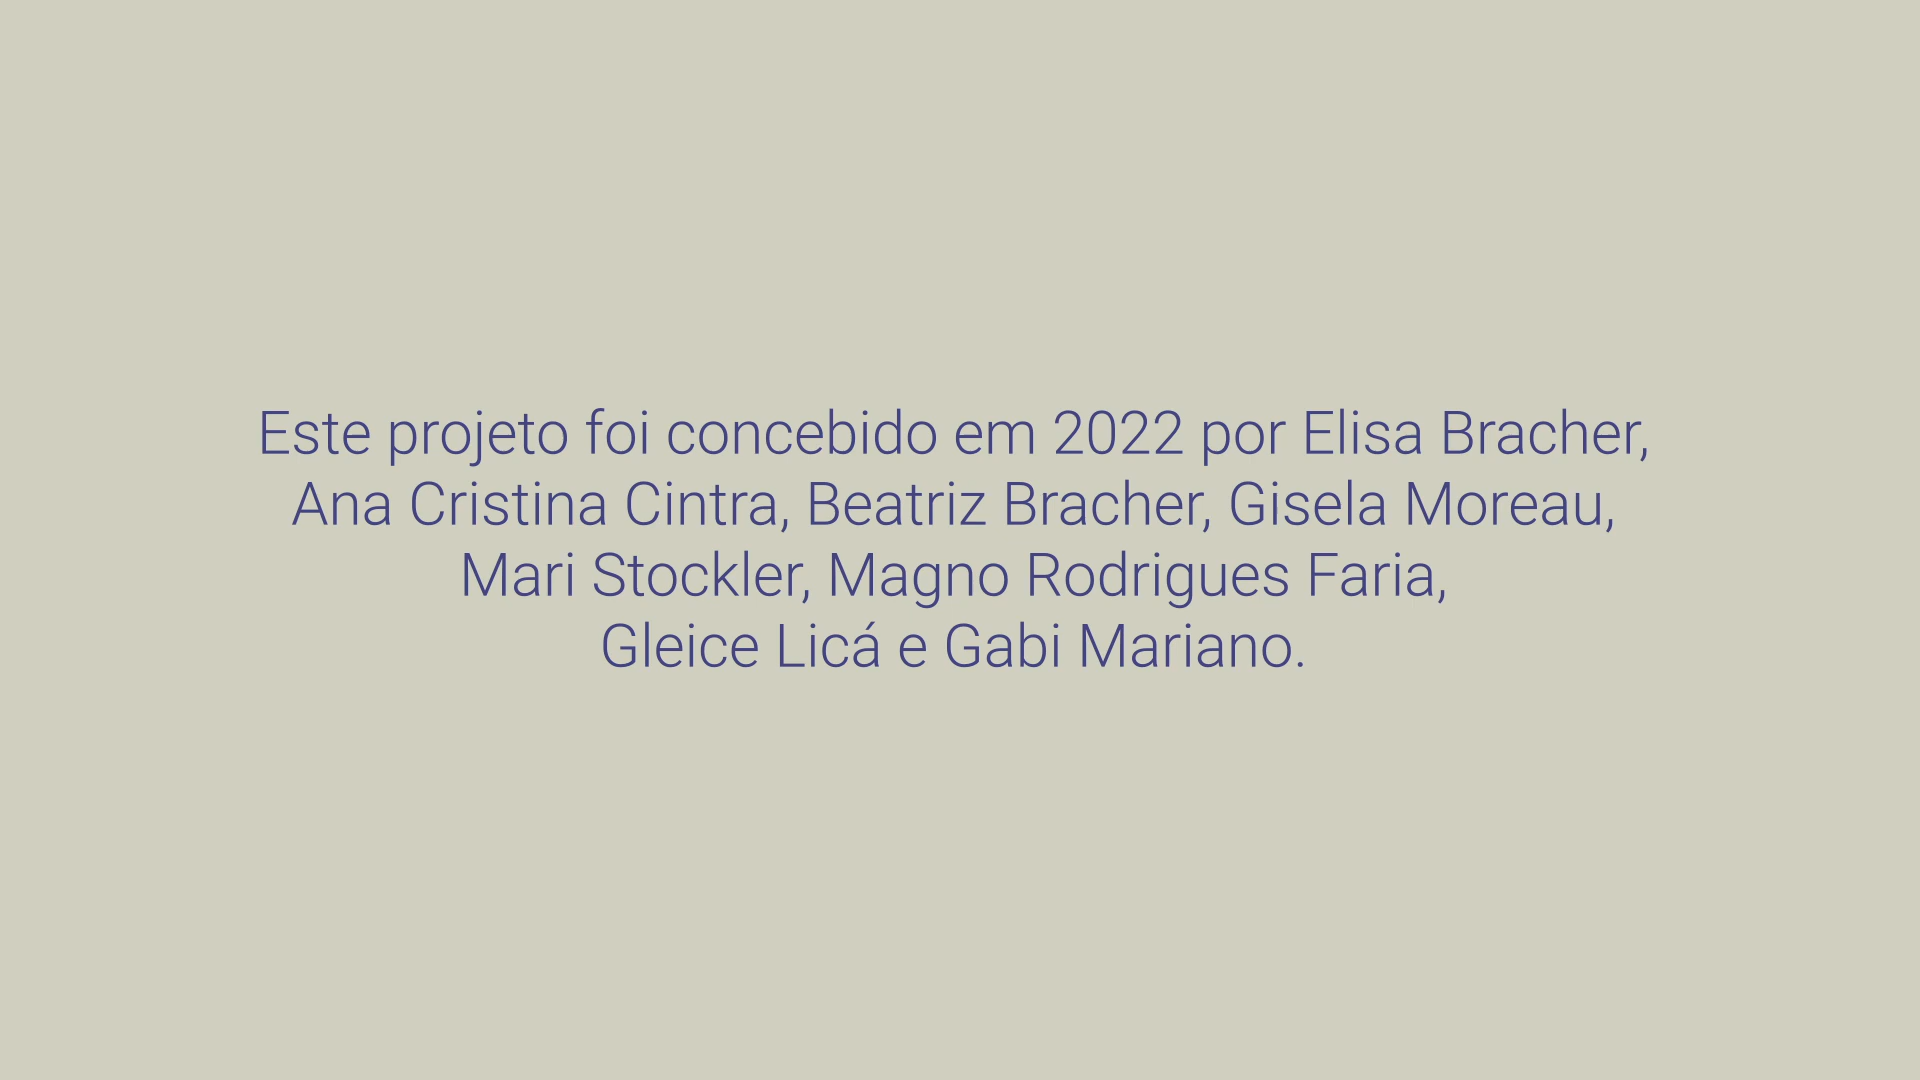 Este projeto foi concebido em 2022 por Elisa Bracher,
Ana Cristina Cintra, Beatriz Bracher, Gisela Moreau,
Mari Stockler, Magno Rodrigues Faria,
Gleice Licá e Gabi Mariano.